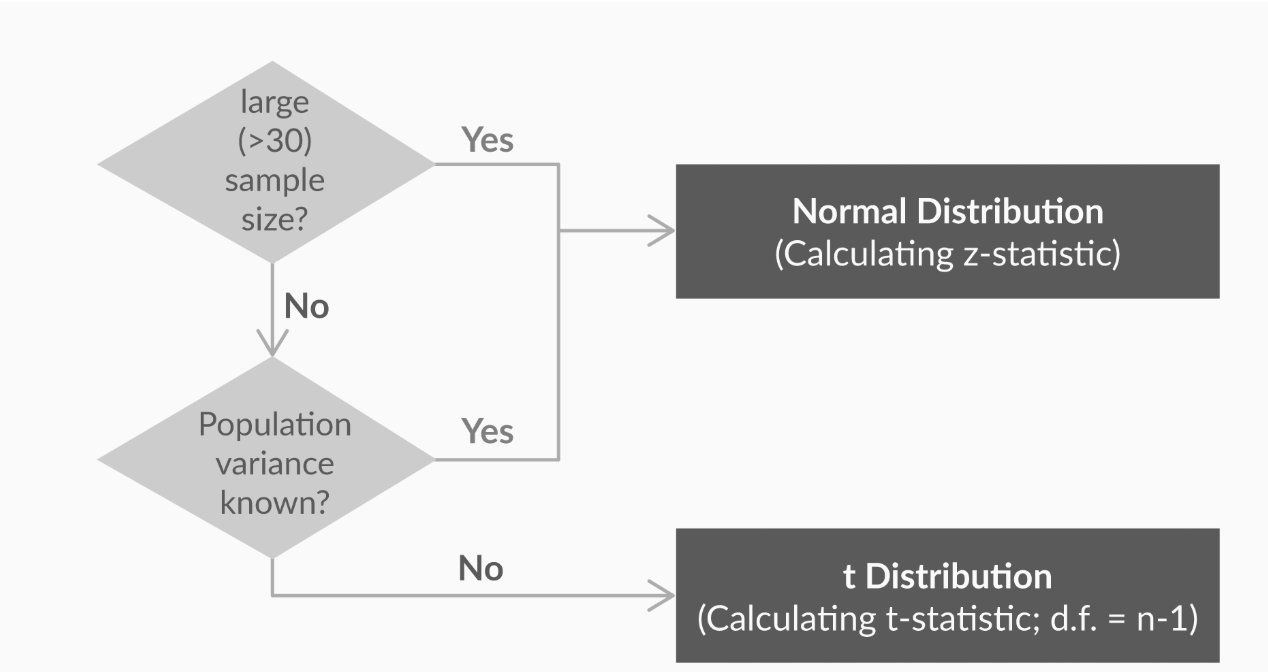 large
(>30)
sample
size?
Yes
Normal Distribution
(Calculating z-statistic)
No
Population
variance
known?
Yes
No
t Distribution
(Calculating t-statistic; d.f. = n-1)